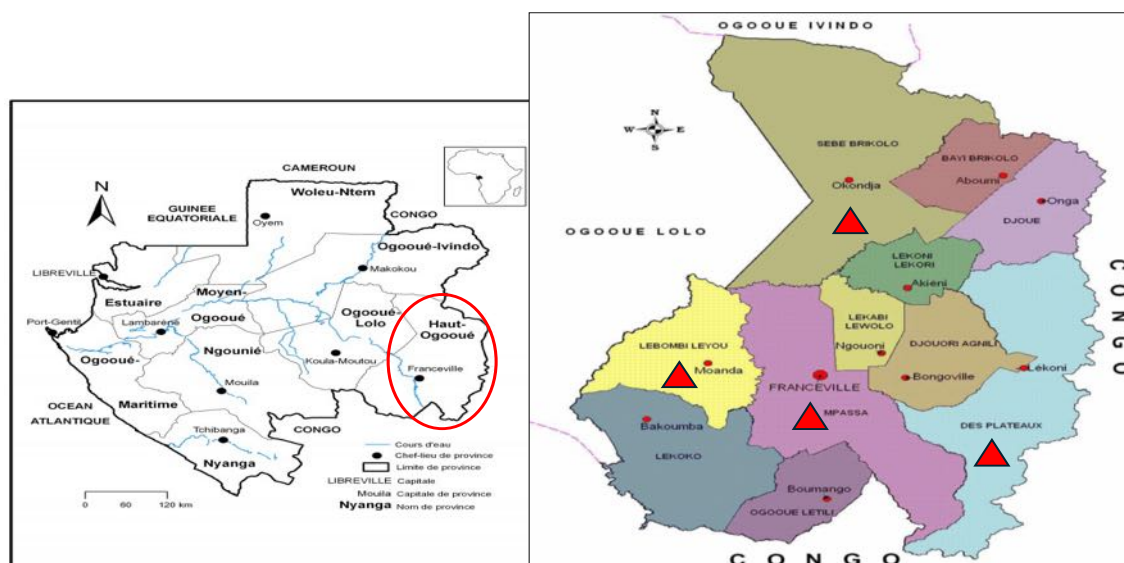 N
CAMEROUN
Woleu-Ntem
GUINEE
EQUATORIALE
Oyem
CONGO
Ogooué-Ivindo
LIBREVILLE
Makokou
Estuaire
Moyen-
Ogooué
Port-Gentil
Lambaréné
Ogooué-
Lolo
Haut-
Ogooué
Ogooué-
Ngounié
Koula-Moutou
Franceville
Mouila
OCEAN
ATLANTIQUE
Maritime
CONGO
Tchibanga
Nyanga
Cours d'eau
Chef-lieu de province
Limite de province
LIBREVILLE Capitale
Mouila Capitale de province
Nyanga Nom de province
0 60 120 km
OGOOUE IVINDO
N
W E
S
SEBE BRIKOLO
BAYI BRIKOLO
Okondja
Aboumi
Onga
DJOUE
OGOOUE LOLO
LEKONI
LEKORI
Akiéni
CONGO
LEKABI
LEWOLO
LEBOMBI LEYOU
Ngouoni
DJOUORI AGNILI
Moanda
FRANCEVILLE
Bongoville
Lékoni
MPASSA
Bakoumba
DES PLATEAUX
LEKOKO
Boumango
OGOOUE LETILI
CONGO